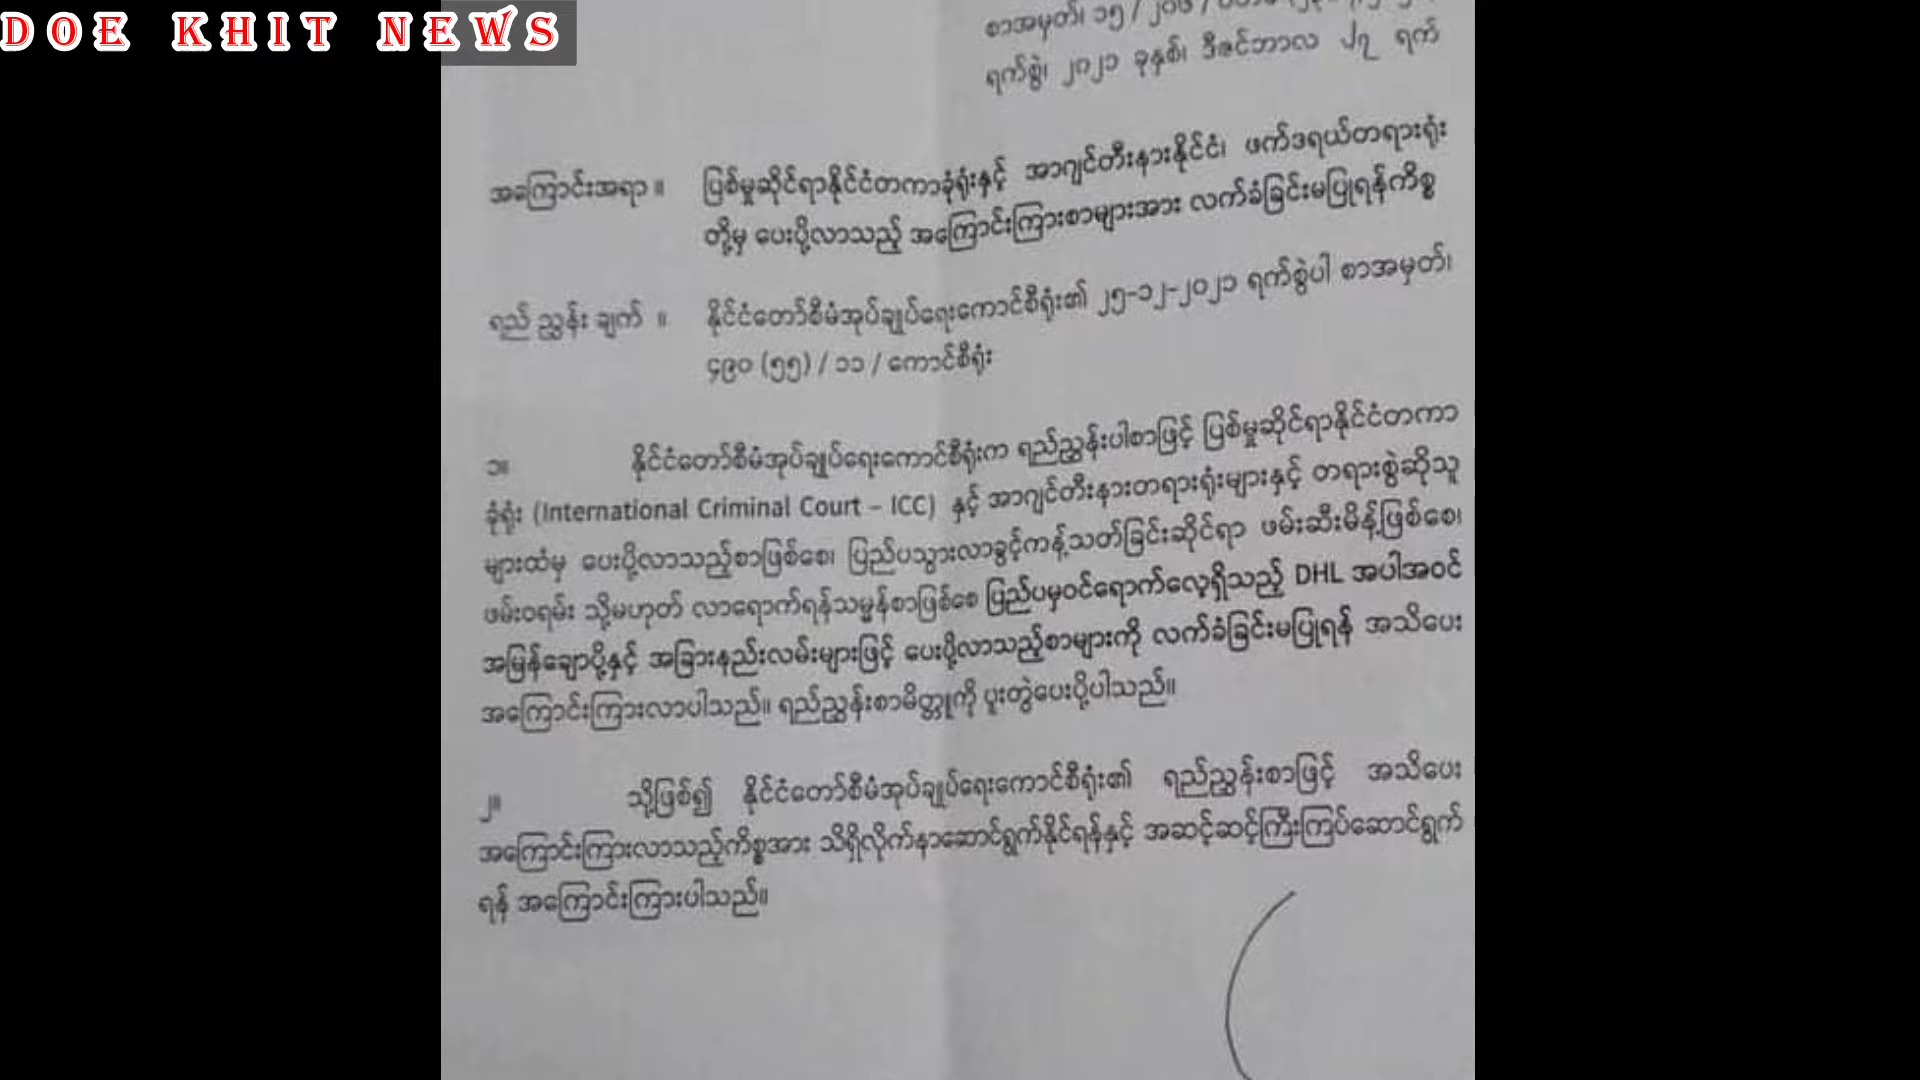 DOE KHIT NEWS
စာအမှတ်၊ ၁၅ / ၂၀၆ /
ရက်စွဲ၊ ၂၀၂၁ ခုနှစ်၊ ဒီဇင်ဘာလ ၂၇ ရက်
အကြောင်းအရာ ။ ပြစ်မှုဆိုင်ရာနိုင်ငံတကာခုံရုံးနှင့် အာဂျင်တီးနားနိုင်ငံ၊ ဖက်ဒရယ်တရားရုံး
တို့မှ ပေးပို့လာသည့် အကြောင်းကြားစာများအား လက်ခံခြင်းမပြုရန်ကိစ္စ
ရည် ညွှန်း ချက် ။ နိုင်ငံတော်စီမံအုပ်ချုပ်ရေးကောင်စီရုံး၏ ၂၅-၁၂-၂၀၂၁ ရက်စွဲပါ စာအမှတ်၊
၄၉၀ (၅၅) / ၁၁ / ကောင်စီရုံး
၁။ နိုင်ငံတော်စီမံအုပ်ချုပ်ရေးကောင်စီရုံးက ရည်ညွှန်းပါစာဖြင့် ပြစ်မှုဆိုင်ရာနိုင်ငံတကာ
ခုံရုံး (International Criminal Court – ICC) နှင့် အာဂျင်တီးနားတရားရုံးများနှင့် တရားစွဲဆိုသူ
များထံမှ ပေးပို့လာသည့်စာဖြစ်စေ၊ ပြည်ပသွားလာခွင့်ကန့်သတ်ခြင်းဆိုင်ရာ ဖမ်းဆီးမိန့်ဖြစ်စေ၊
ဖမ်းဝရမ်း သို့မဟုတ် လာရောက်ရန်သမ္မန်စာဖြစ်စေ ပြည်ပမှဝင်ရောက်လေ့ရှိသည့် DHL အပါအဝင်
အမြန်ချောပို့နှင့် အခြားနည်းလမ်းများဖြင့် ပေးပို့လာသည့်စာများကို လက်ခံခြင်းမပြုရန် အသိပေး
အကြောင်းကြားလာပါသည်။ ရည်ညွှန်းစာမိတ္တူကို ပူးတွဲပေးပို့ပါသည်။
၂။ သို့ဖြစ်၍ နိုင်ငံတော်စီမံအုပ်ချုပ်ရေးကောင်စီရုံး၏ ရည်ညွှန်းစာဖြင့် အသိပေး
အကြောင်းကြားလာသည့်ကိစ္စအား သိရှိလိုက်နာဆောင်ရွက်နိုင်ရန်နှင့် အဆင့်ဆင့်ကြီးကြပ်ဆောင်ရွက်
ရန် အကြောင်းကြားပါသည်။